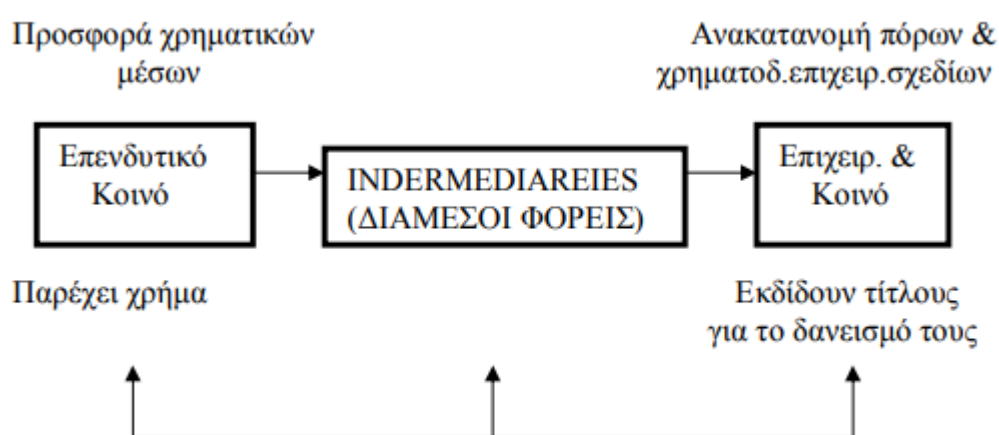 Προσφορά χρηματικών
μέσων
Ανακατανομή πόρων &
χρηματοδ.επιχειρ.σχεδίων
Επενδυτικό
Κοινό
INDERMEDIAREIES
(ΔΙΑΜΕΣΟΙ ΦΟΡΕΙΣ)
Επιχειρ. &
Κοινό
Παρέχει χρήμα
Εκδίδουν τίτλους
για το δανεισμό τους